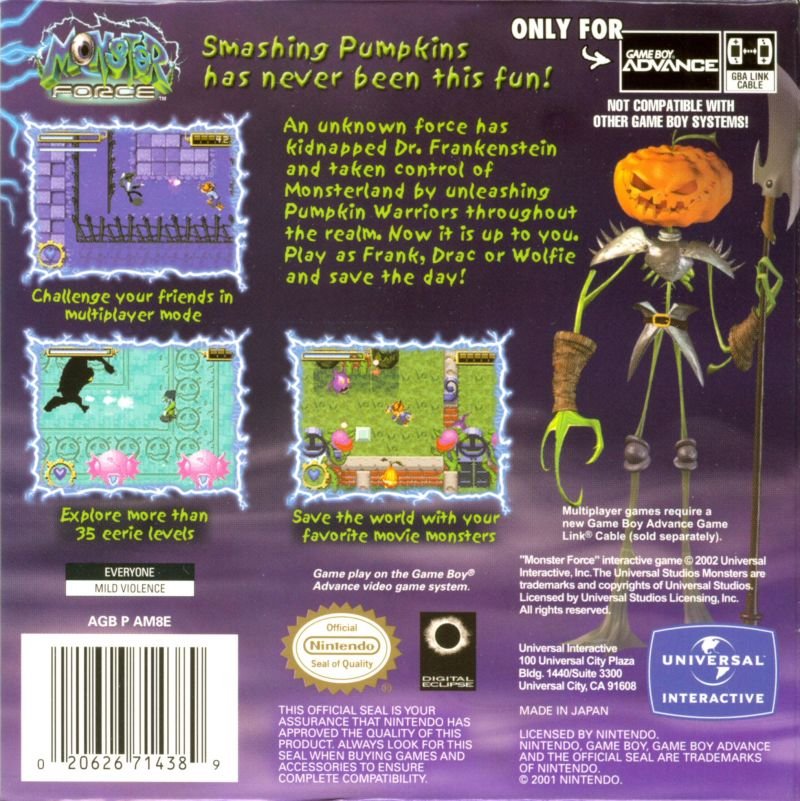 MONSTER
FORCE™
Smashing Pumpkins
has never been this fun!
ONLY FOR
GAME BOY
ADVANCE
GBA LINK
CABLE
NOT COMPATIBLE WITH
OTHER GAME BOY SYSTEMS!
An unknown force has
kidnapped Dr. Frankenstein
and taken control of
Monsterland by unleashing
Pumpkin Warriors throughout
the realm. Now it is up to you.
Play as Frank, Drac or Wolfie
and save the day!
Challenge your friends in
multiplayer mode
Explore more than
35 eerie levels
Save the world with your
favorite movie monsters
Multiplayer games require a
new Game Boy Advance Game
Link® Cable (sold separately).
EVERYONE
MILD VIOLENCE
AGB P AM8E
Game play on the Game Boy®
Advance video game system.
"Monster Force" interactive game © 2002 Universal
Interactive, Inc. The Universal Studios Monsters are
trademarks and copyrights of Universal Studios.
Licensed by Universal Studios Licensing, Inc.
All rights reserved.
Official
Nintendo
Seal of Quality
®
DIGITAL
ECLIPSE
Universal Interactive
100 Universal City Plaza
Bldg. 1440/Suite 3300
Universal City, CA 91608
MADE IN JAPAN
UNIVERSAL™
INTERACTIVE
THIS OFFICIAL SEAL IS YOUR
ASSURANCE THAT NINTENDO HAS
APPROVED THE QUALITY OF THIS
PRODUCT. ALWAYS LOOK FOR THIS
SEAL WHEN BUYING GAMES AND
ACCESSORIES TO ENSURE
COMPLETE COMPATIBILITY.
LICENSED BY NINTENDO.
NINTENDO, GAME BOY, GAME BOY ADVANCE
AND THE OFFICIAL SEAL ARE TRADEMARKS
OF NINTENDO.
© 2001 NINTENDO.
0 20626 71438 9